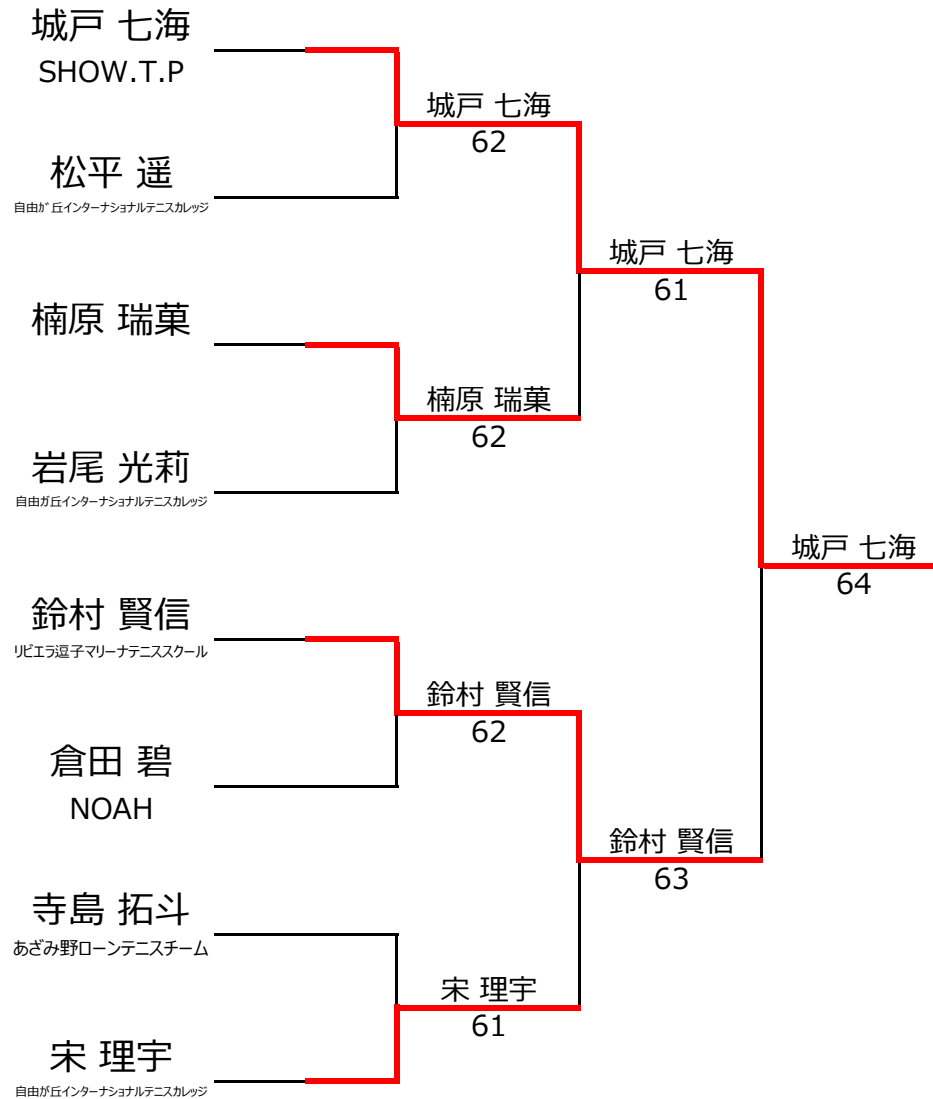 城戸 七海
SHOW.T.P
城戸 七海
62
松平 遥
自由が丘インターナショナルテニスカレッジ
城戸 七海
61
楠原 瑞菓
楠原 瑞菓
62
岩尾 光莉
自由ガ丘インターナショナルテニスカレッジ
城戸 七海
64
鈴村 賢信
リビエラ逗子マリーナテニススクール
鈴村 賢信
62
倉田 碧
NOAH
鈴村 賢信
63
寺島 拓斗
あざみ野ローンテニスチーム
宋 理宇
61
宋 理宇
自由が丘インターナショナルテニスカレッジ